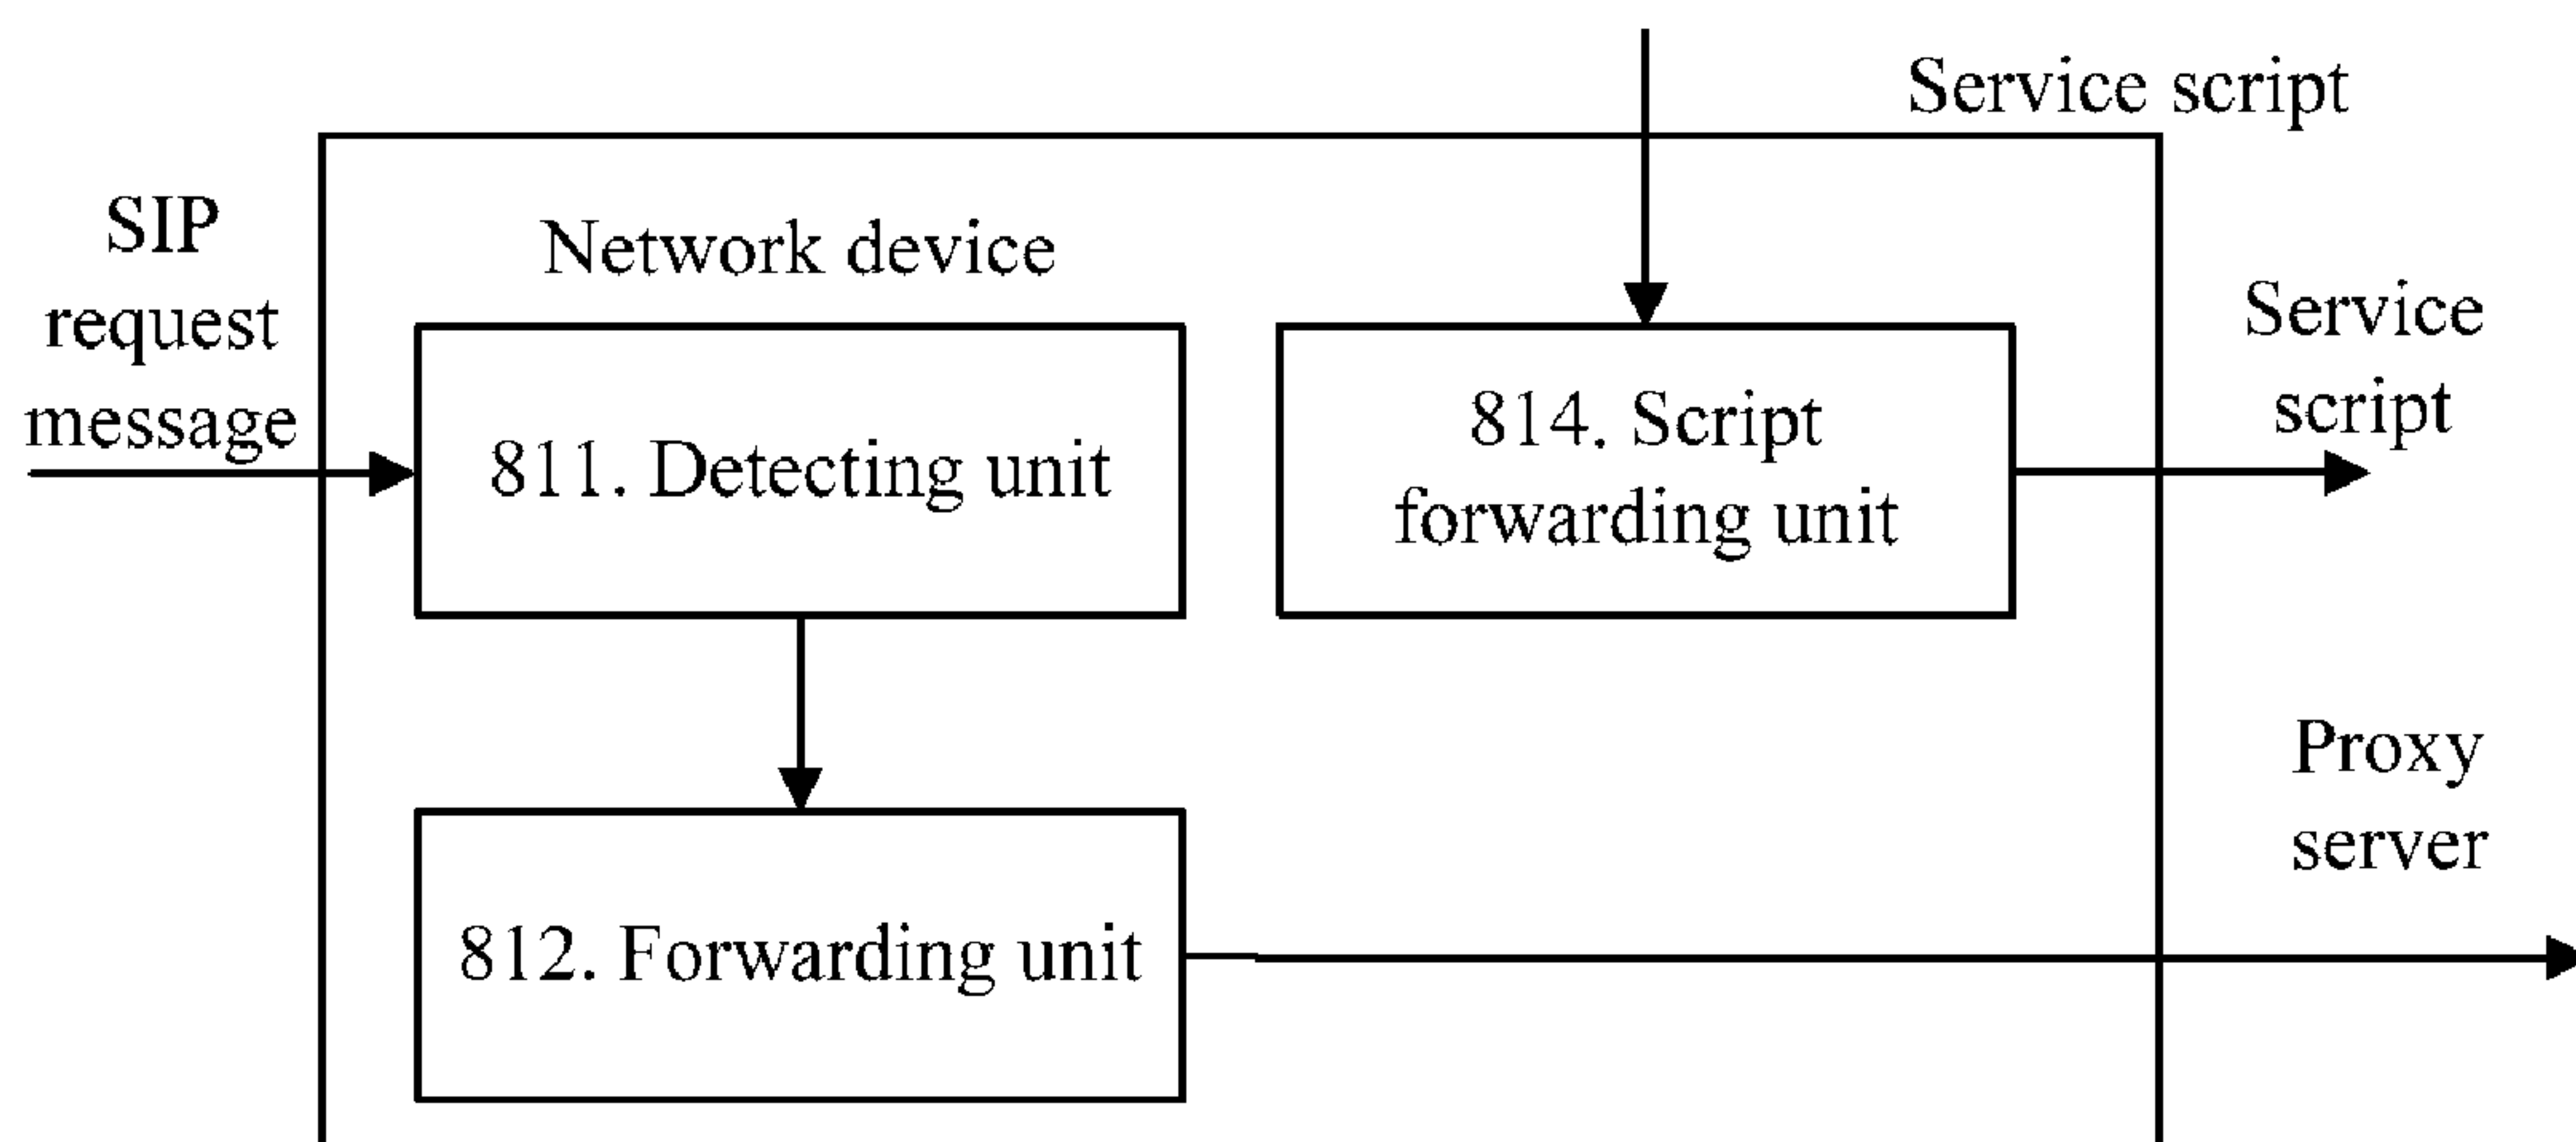 Service script
SIP
request
message
Network device
811. Detecting unit
814. Script
forwarding unit
Service
script
812. Forwarding unit
Proxy
server